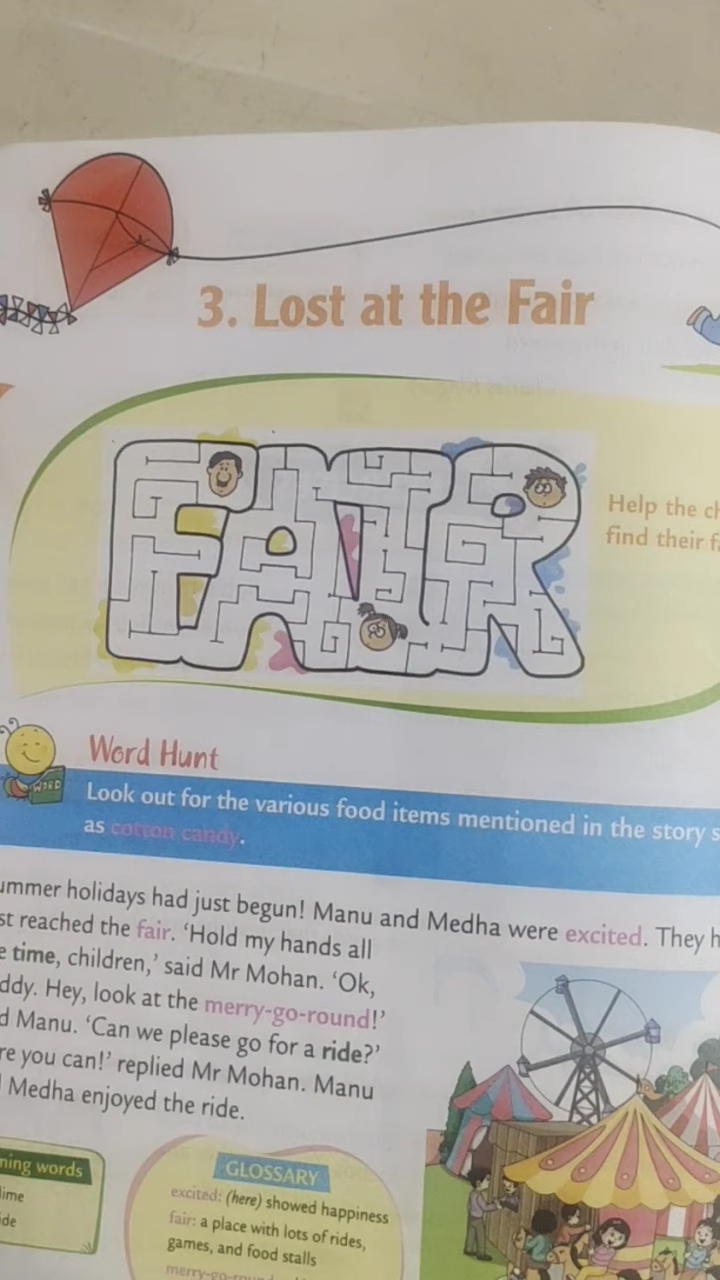 3. Lost at the Fair
FAIR
Help the ch
find their f
Word Hunt
WORD
Look out for the various food items mentioned in the story s
as cotton candy.
ummer holidays had just begun! Manu and Medha were excited. They h
st reached the fair. ‘Hold my hands all
e time, children,’ said Mr Mohan. ‘Ok,
ddy. Hey, look at the merry-go-round!’
d Manu. ‘Can we please go for a ride?’
re you can!’ replied Mr Mohan. Manu
Medha enjoyed the ride.
ning words
ime
ide
GLOSSARY
excited: (here) showed happiness
fair: a place with lots of rides,
games, and food stalls